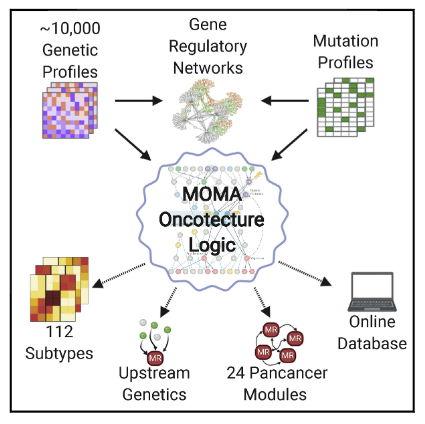 ~10,000
Genetic
Profiles
Gene
Regulatory
Networks
Mutation
Profiles
MOMA
Oncotecture
Logic
112
Subtypes
MR
Upstream
Genetics
MR
MR
MR
MR
24 Pancancer
Modules
Online
Database